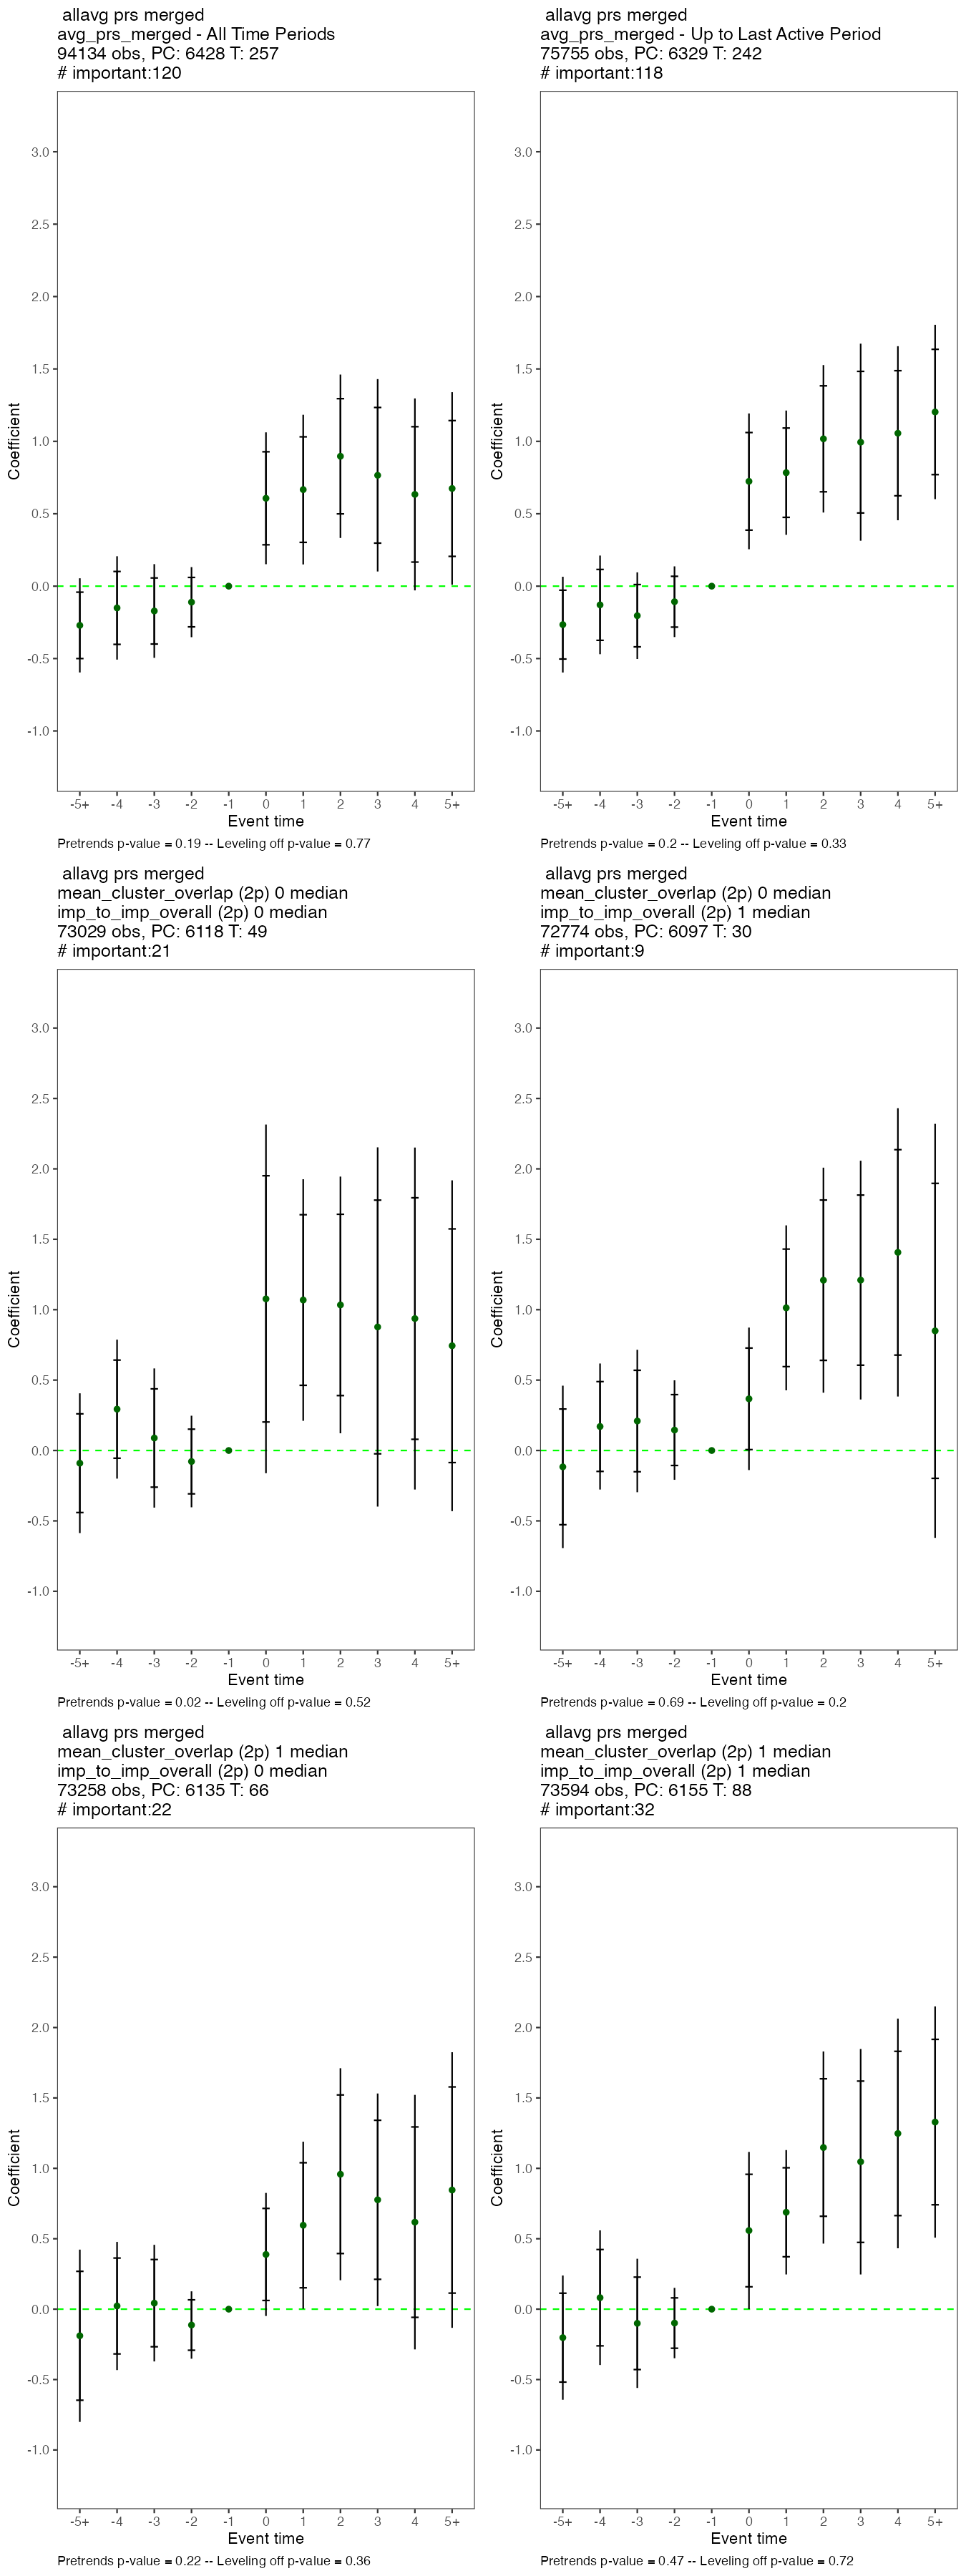 allavg prs merged
avg_prs_merged - All Time Periods
94134 obs, PC: 6428 T: 257
# important:120
3.0
2.5
2.0
1.5
1.0
0.5
0.0
-0.5
-1.0
Coefficient
-5+ -4 -3 -2 -1 0 1 2 3 4 5+
Event time
Pretrends p-value = 0.19 -- Leveling off p-value = 0.77
allavg prs merged
avg_prs_merged - Up to Last Active Period
75755 obs, PC: 6329 T: 242
# important:118
3.0
2.5
2.0
1.5
1.0
0.5
0.0
-0.5
-1.0
Coefficient
-5+ -4 -3 -2 -1 0 1 2 3 4 5+
Event time
Pretrends p-value = 0.2 -- Leveling off p-value = 0.33
allavg prs merged
mean_cluster_overlap (2p) 0 median
imp_to_imp_overall (2p) 0 median
73029 obs, PC: 6118 T: 49
# important:21
3.0
2.5
2.0
1.5
1.0
0.5
0.0
-0.5
-1.0
Coefficient
-5+ -4 -3 -2 -1 0 1 2 3 4 5+
Event time
Pretrends p-value = 0.02 -- Leveling off p-value = 0.52
allavg prs merged
mean_cluster_overlap (2p) 0 median
imp_to_imp_overall (2p) 1 median
72774 obs, PC: 6097 T: 30
# important:9
3.0
2.5
2.0
1.5
1.0
0.5
0.0
-0.5
-1.0
Coefficient
-5+ -4 -3 -2 -1 0 1 2 3 4 5+
Event time
Pretrends p-value = 0.69 -- Leveling off p-value = 0.2
allavg prs merged
mean_cluster_overlap (2p) 1 median
imp_to_imp_overall (2p) 0 median
73258 obs, PC: 6135 T: 66
# important:22
3.0
2.5
2.0
1.5
1.0
0.5
0.0
-0.5
-1.0
Coefficient
-5+ -4 -3 -2 -1 0 1 2 3 4 5+
Event time
Pretrends p-value = 0.22 -- Leveling off p-value = 0.36
allavg prs merged
mean_cluster_overlap (2p) 1 median
imp_to_imp_overall (2p) 1 median
73594 obs, PC: 6155 T: 88
# important:32
3.0
2.5
2.0
1.5
1.0
0.5
0.0
-0.5
-1.0
Coefficient
-5+ -4 -3 -2 -1 0 1 2 3 4 5+
Event time
Pretrends p-value = 0.47 -- Leveling off p-value = 0.72